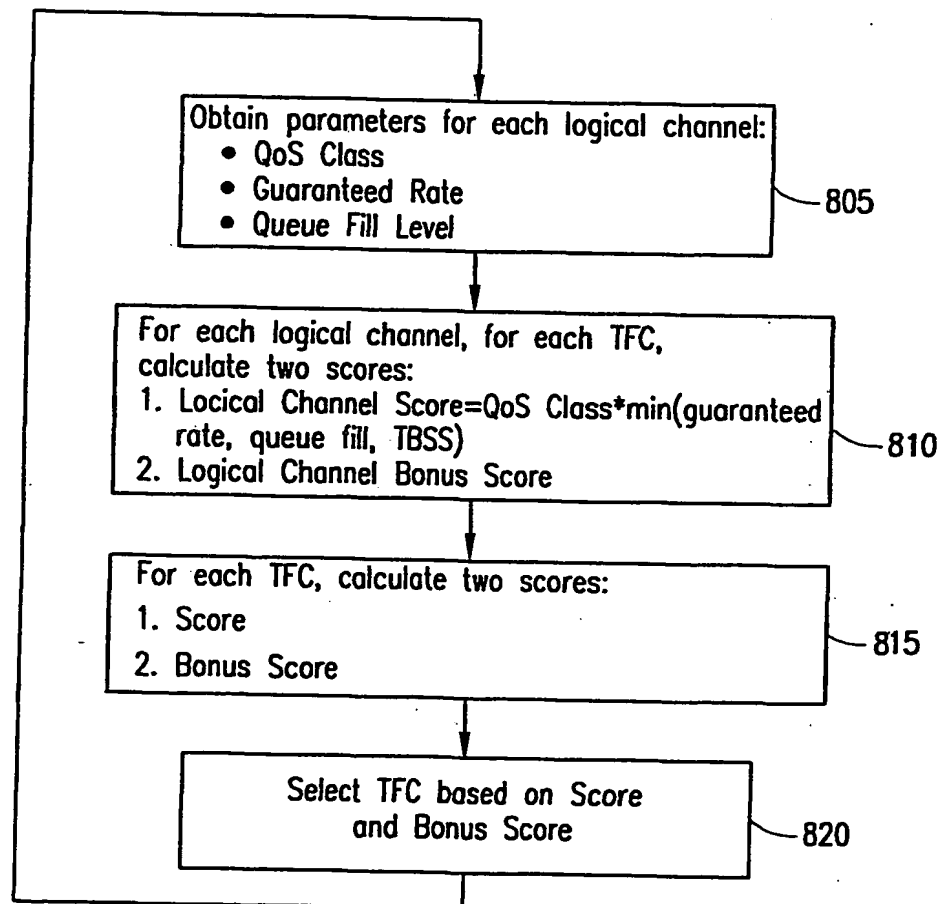 Obtain parameters for each logical channel:
• QoS Class
• Guaranteed Rate
• Queue Fill Level
805
For each logical channel, for each TFC,
calculate two scores:
1. Locical Channel Score=QoS Class*min(guaranteed
rate, queue fill, TBSS)
2. Logical Channel Bonus Score
810
For each TFC, calculate two scores:
1. Score
2. Bonus Score
815
Select TFC based on Score
and Bonus Score
820